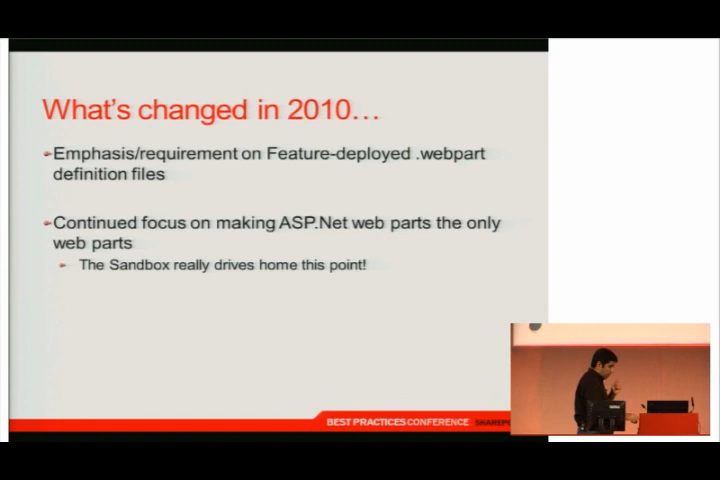 What's changed in 2010…
Emphasis/requirement on Feature-deployed .webpart
definition files
Continued focus on making ASP.Net web parts the only
web parts
The Sandbox really drives home this point!
BEST PRACTICES CONFERENCE